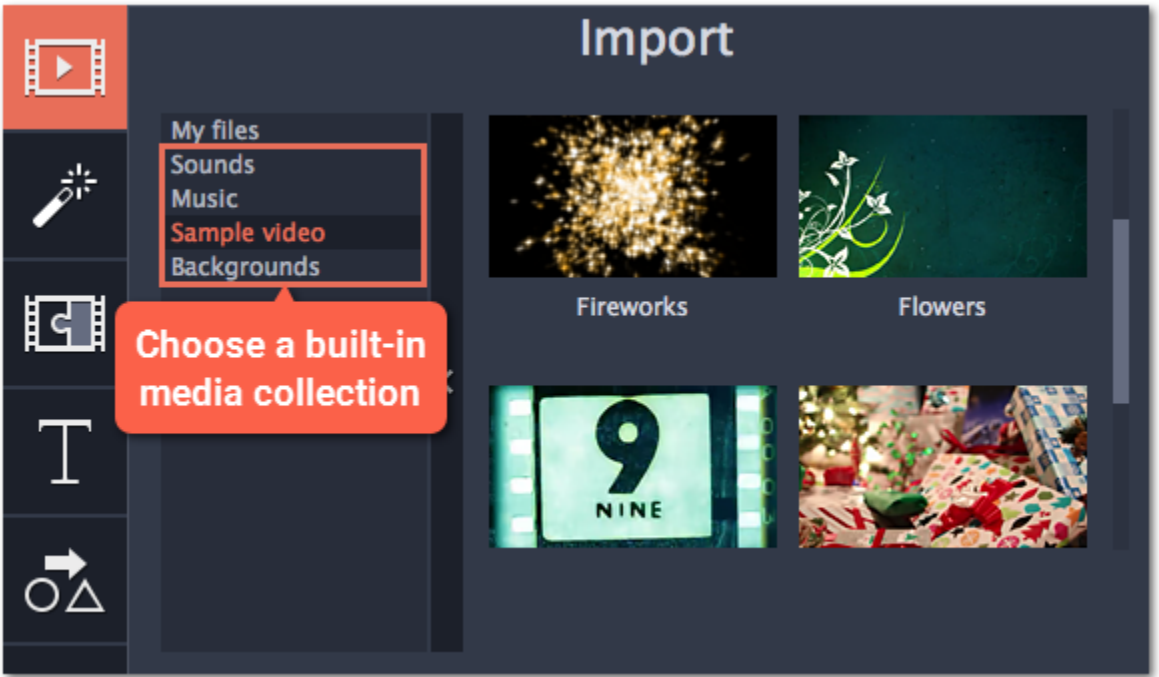 Import
My files
Sounds
Music
Sample video
Backgrounds
Choose a built-in
media collection
Fireworks
Flowers
9
NINE